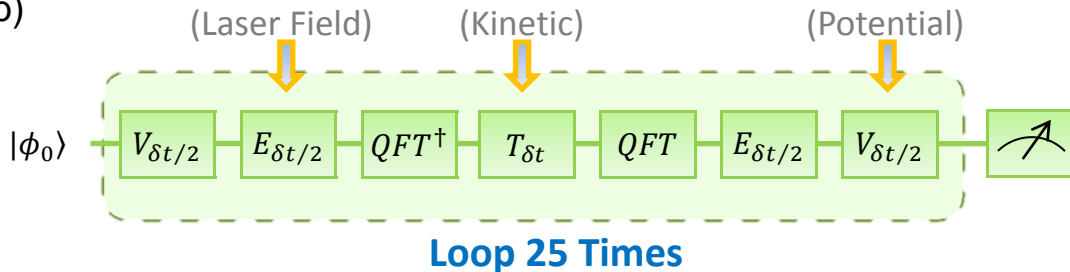 b)
(Laser Field) (Kinetic) (Potential)
|ϕ₀⟩ V_{δt/2} E_{δt/2} QFT† T_{δt} QFT E_{δt/2} V_{δt/2}
Loop 25 Times